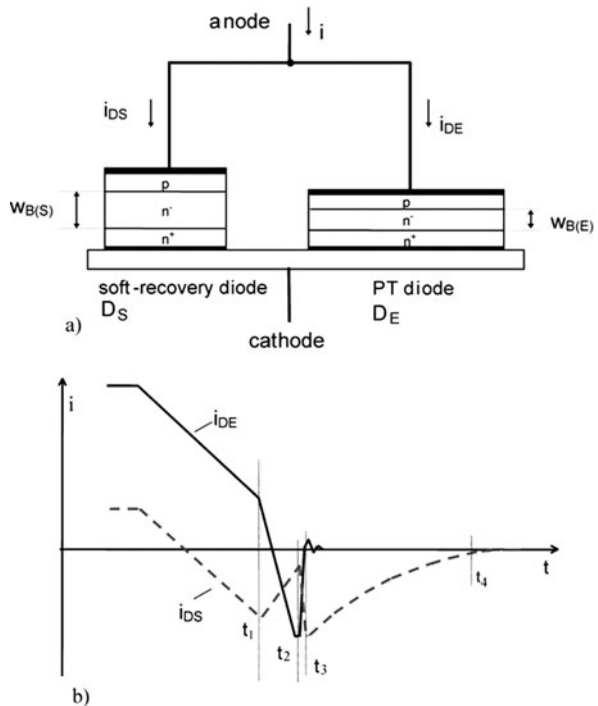 anode
i
iDS
iDE
p
n-
n+
wB(S)
p
n-
n+
wB(E)
soft-recovery diode
DS
PT diode
DE
a)
cathode
i
iDE
iDS
t1
t2
t3
t4
t
b)